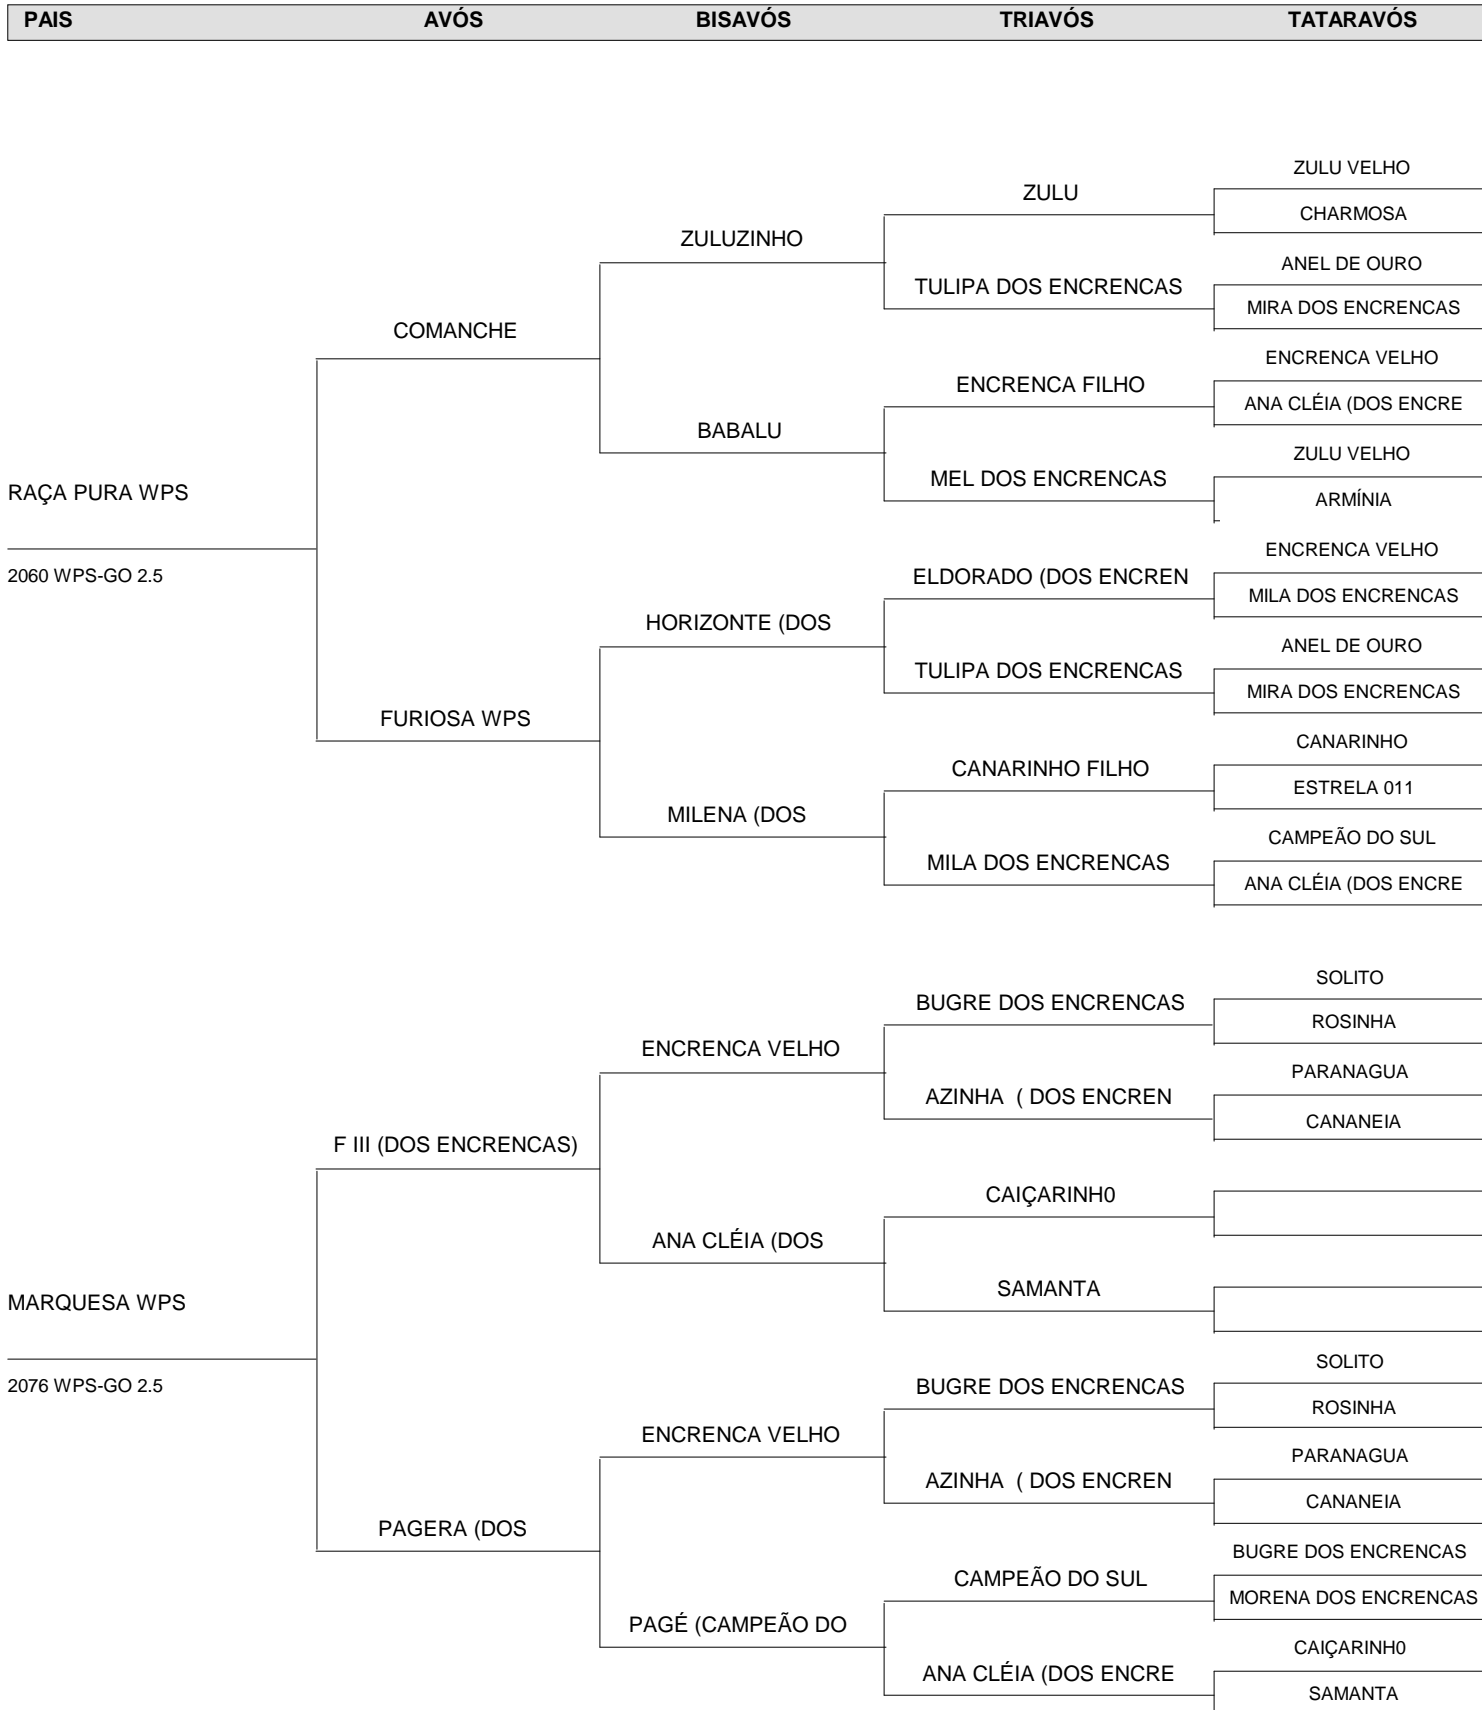 PAIS AVÓS BISAVÓS TRIAVÓS TATARAVÓS
ZULU VELHO
ZULU
CHARMOSA
ZULUZINHO
ANEL DE OURO
TULIPA DOS ENCRENCAS
MIRA DOS ENCRENCAS
COMANCHE
ENCRENCA VELHO
ENCRENCA FILHO
ANA CLÉIA (DOS ENCRE
BABALU
ZULU VELHO
MEL DOS ENCRENCAS
ARMÍNIA
RAÇA PURA WPS
2060 WPS-GO 2.5
ENCRENCA VELHO
ELDORADO (DOS ENCREN
MILA DOS ENCRENCAS
HORIZONTE (DOS
ANEL DE OURO
TULIPA DOS ENCRENCAS
MIRA DOS ENCRENCAS
FURIOSA WPS
CANARINHO
CANARINHO FILHO
ESTRELA 011
MILENA (DOS
CAMPEÃO DO SUL
MILA DOS ENCRENCAS
ANA CLÉIA (DOS ENCRE
SOLITO
BUGRE DOS ENCRENCAS
ROSINHA
ENCRENCA VELHO
PARANAGUA
AZINHA ( DOS ENCREN
CANANEIA
F III (DOS ENCRENCAS)
CAIÇARINH0
ANA CLÉIA (DOS
SAMANTA
MARQUESA WPS
2076 WPS-GO 2.5
SOLITO
BUGRE DOS ENCRENCAS
ROSINHA
ENCRENCA VELHO
PARANAGUA
AZINHA ( DOS ENCREN
CANANEIA
PAGERA (DOS
BUGRE DOS ENCRENCAS
CAMPEÃO DO SUL
MORENA DOS ENCRENCAS
PAGÉ (CAMPEÃO DO
CAIÇARINH0
ANA CLÉIA (DOS ENCRE
SAMANTA